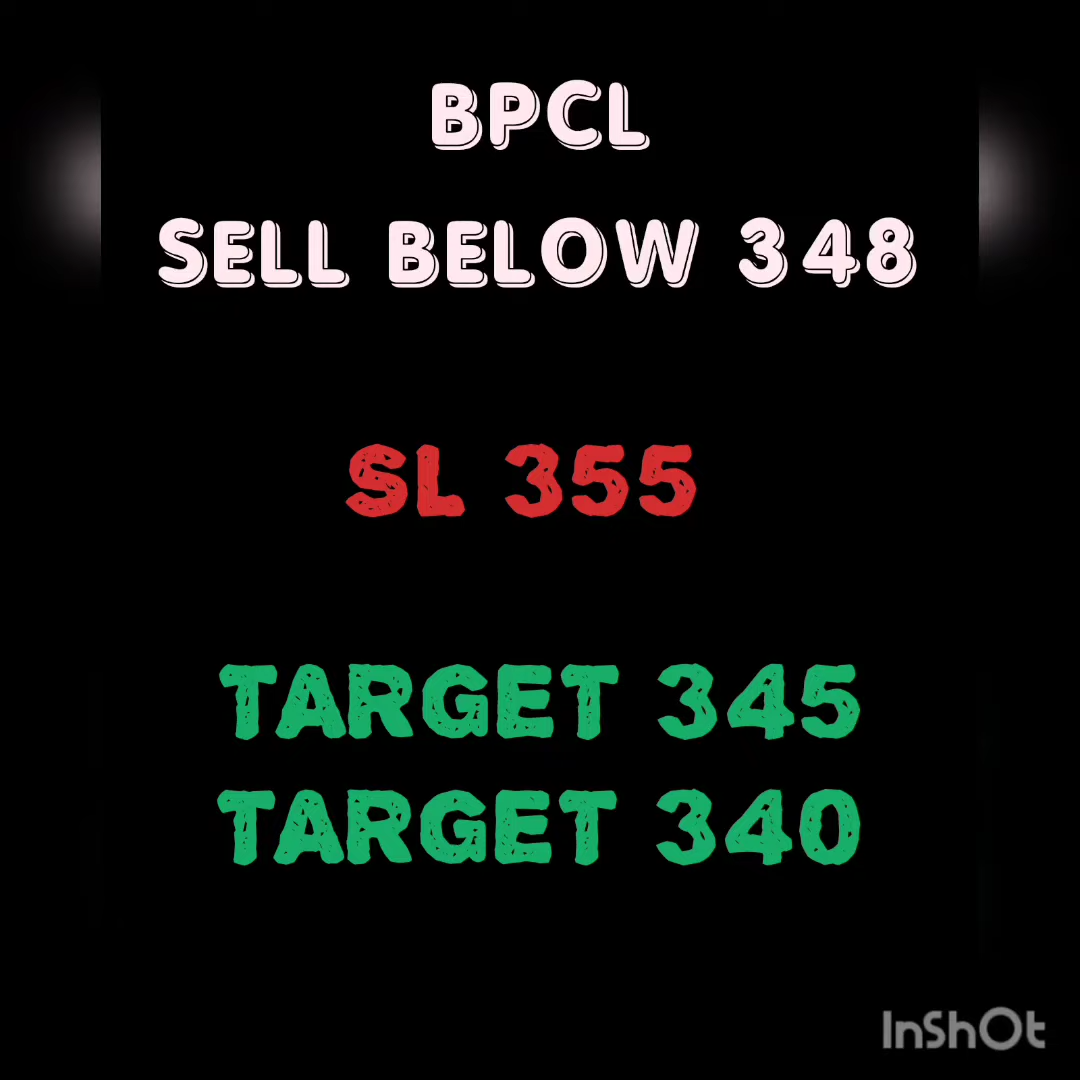 BPCL
SELL BELOW 348
SL 355
TARGET 345
TARGET 340
InShOt